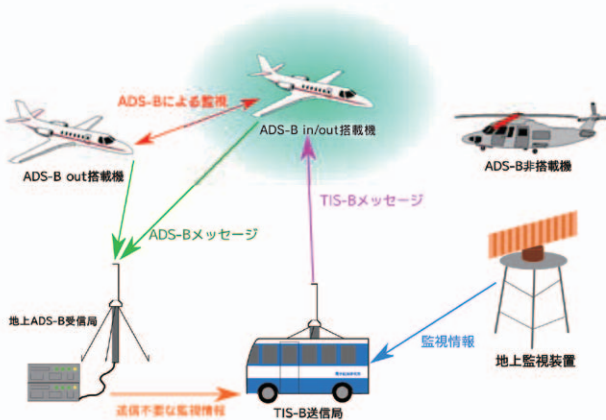 ADS-Bによる監視
ADS-B in/out搭載機
ADS-B out搭載機
ADS-B非搭載機
TIS-Bメッセージ
ADS-Bメッセージ
地上ADS-B受信局
監視情報
地上監視装置
送信不要な監視情報
TIS-B送信局